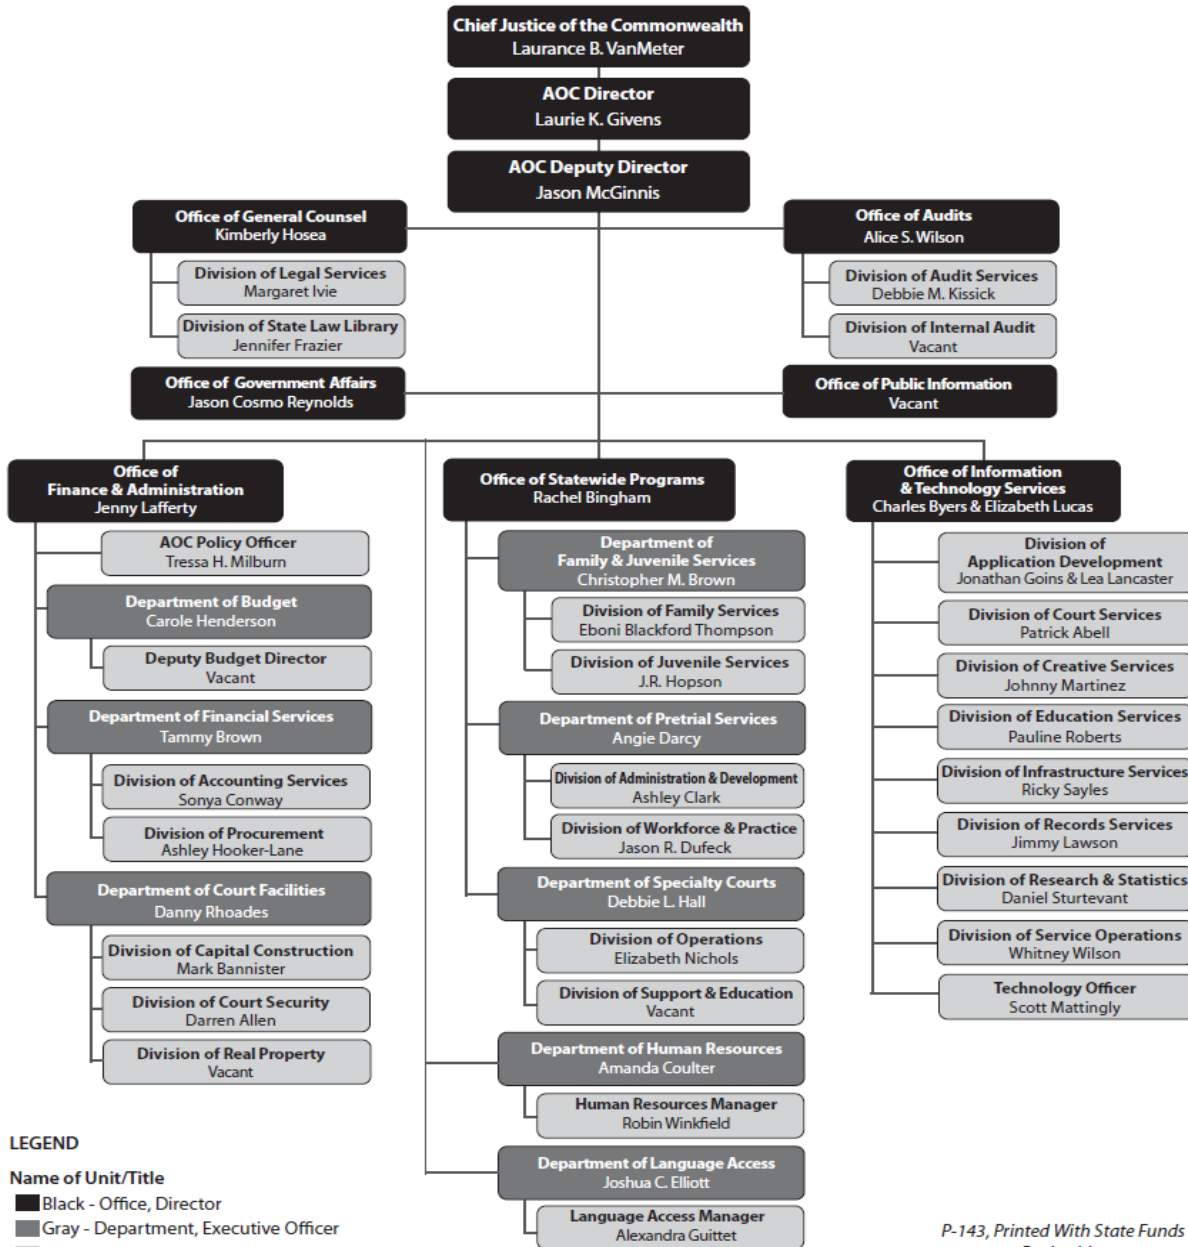 Chief Justice of the Commonwealth
Laurance B. VanMeter
AOC Director
Laurie K. Givens
AOC Deputy Director
Jason McGinnis
Office of General Counsel
Kimberly Hosea
Division of Legal Services
Margaret Ivie
Division of State Law Library
Jennifer Frazier
Office of Audits
Alice S. Wilson
Division of Audit Services
Debbie M. Kissick
Division of Internal Audit
Vacant
Office of Government Affairs
Jason Cosmo Reynolds
Office of Public Information
Vacant
Office of
Finance & Administration
Jenny Lafferty
AOC Policy Officer
Tressa H. Milburn
Department of Budget
Carole Henderson
Deputy Budget Director
Vacant
Department of Financial Services
Tammy Brown
Division of Accounting Services
Sonya Conway
Division of Procurement
Ashley Hooker-Lane
Department of Court Facilities
Danny Rhoades
Division of Capital Construction
Mark Bannister
Division of Court Security
Darren Allen
Division of Real Property
Vacant
Office of Statewide Programs
Rachel Bingham
Department of
Family & Juvenile Services
Christopher M. Brown
Division of Family Services
Eboni Blackford Thompson
Division of Juvenile Services
J.R. Hopson
Department of Pretrial Services
Angie Darcy
Division of Administration & Development
Ashley Clark
Division of Workforce & Practice
Jason R. Dufeck
Department of Specialty Courts
Debbie L. Hall
Division of Operations
Elizabeth Nichols
Division of Support & Education
Vacant
Department of Human Resources
Amanda Coulter
Human Resources Manager
Robin Winkfield
Department of Language Access
Joshua C. Elliott
Language Access Manager
Alexandra Guittet
Office of Information
& Technology Services
Charles Byers & Elizabeth Lucas
Division of
Application Development
Jonathan Goins & Lea Lancaster
Division of Court Services
Patrick Abell
Division of Creative Services
Johnny Martinez
Division of Education Services
Pauline Roberts
Division of Infrastructure Services
Ricky Sayles
Division of Records Services
Jimmy Lawson
Division of Research & Statistics
Daniel Sturtevant
Division of Service Operations
Whitney Wilson
Technology Officer
Scott Mattingly
LEGEND
Name of Unit/Title
Black - Office, Director
Gray - Department, Executive Officer
P-143, Printed With State Funds